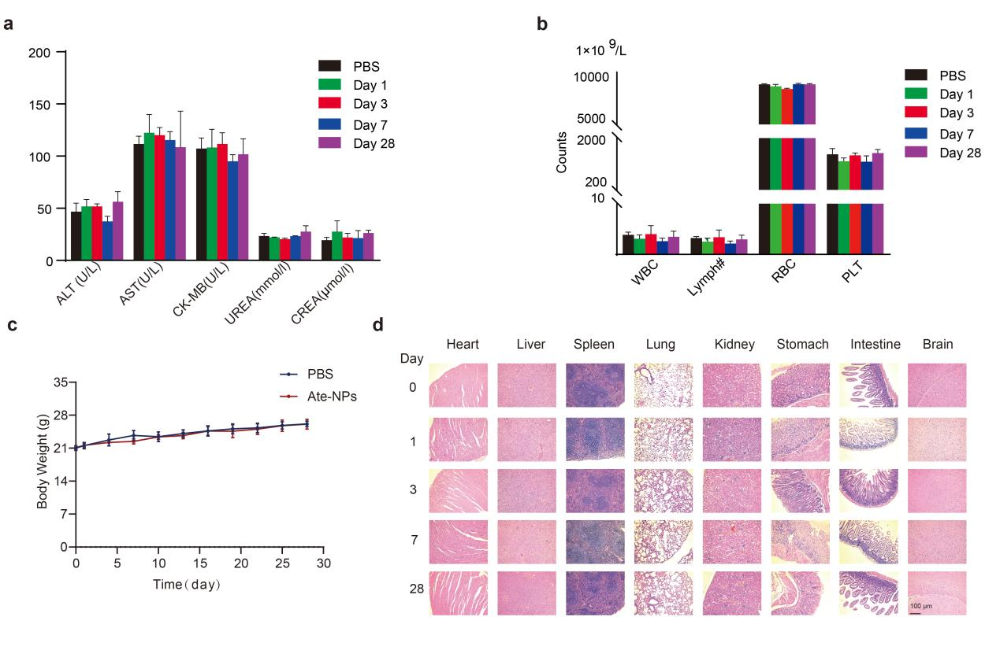 a
200
150
100
50
0
PBS
Day 1
Day 3
Day 7
Day 28
ALT (U/L)
AST(U/L)
CK-MB(U/L)
UREA(mmol/l)
CREA(μmol/l)
b
1×10 9/L
10000
5000
2000
200
10
Counts
PBS
Day 1
Day 3
Day 7
Day 28
WBC
Lymph#
RBC
PLT
c
PBS
Ate-NPs
35
28
21
14
7
0
Body Weight (g)
0 5 10 15 20 25 30
Time(day)
d
Heart Liver Spleen Lung Kidney Stomach Intestine Brain
Day
0
1
3
7
28
100 μm